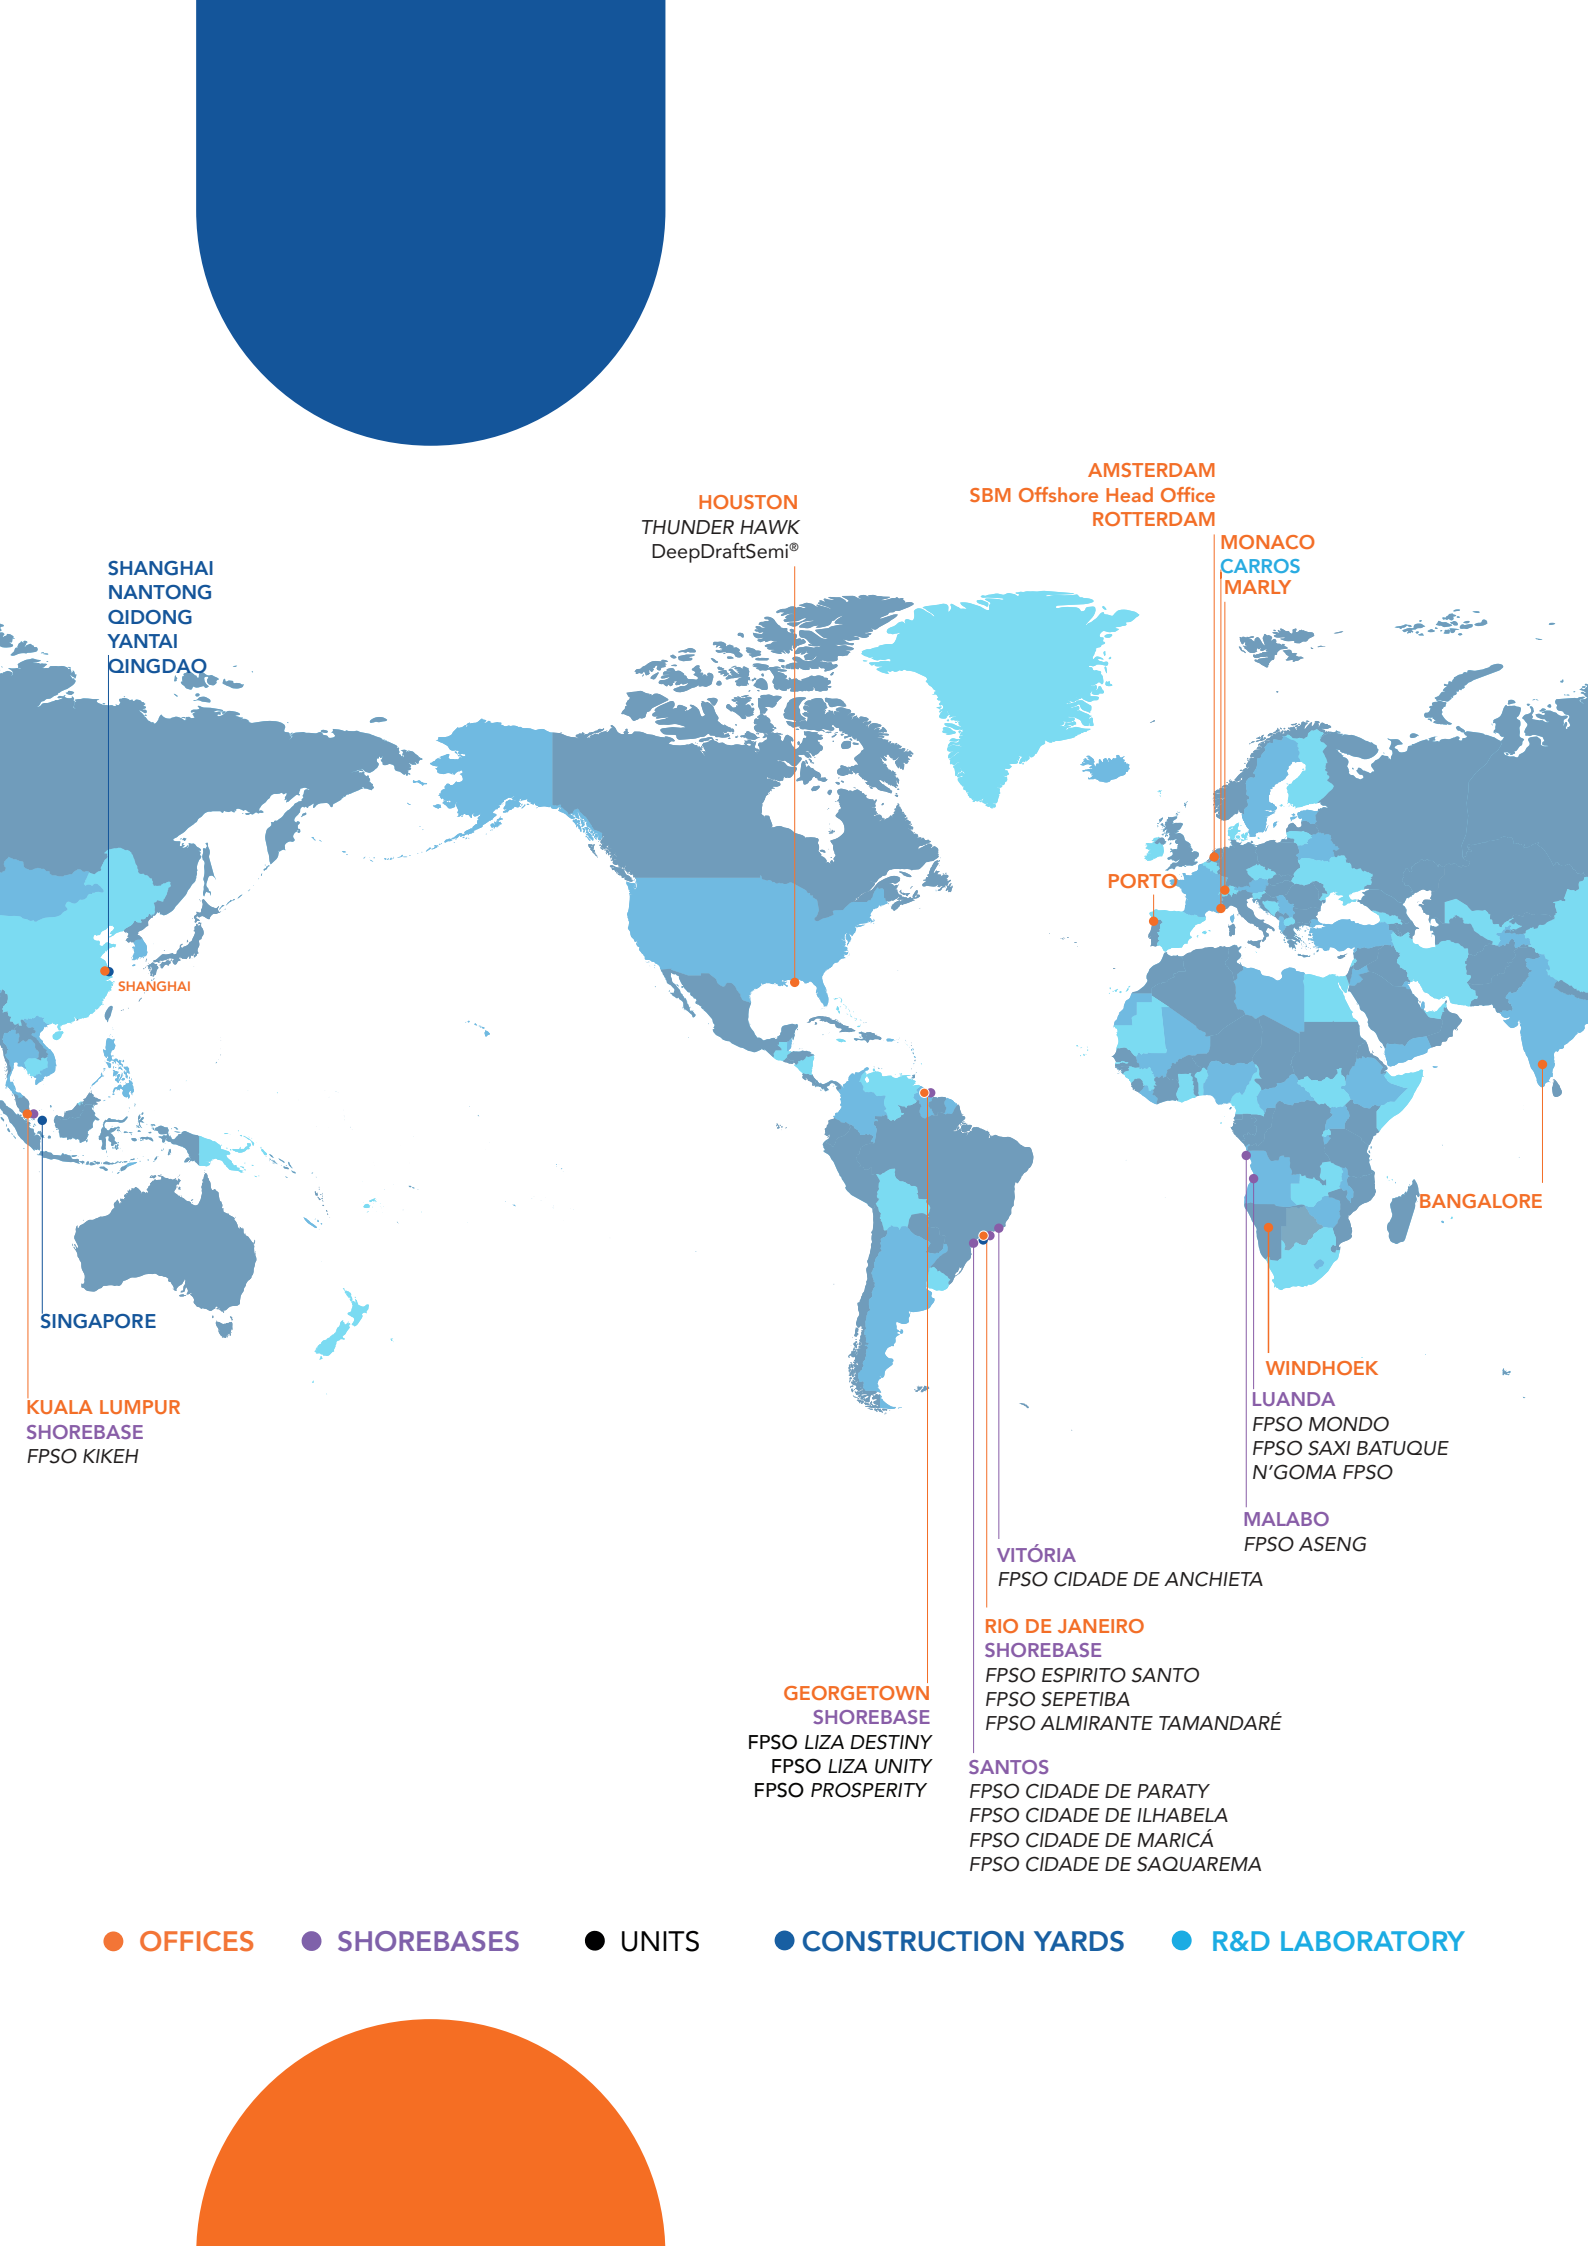 AMSTERDAM
SBM Offshore Head Office
ROTTERDAM
HOUSTON
THUNDER HAWK
DeepDraftSemi®
MONACO
CARROS
MARLY
SHANGHAI
NANTONG
QIDONG
YANTAI
QINGDAO
PORTO
SHANGHAI
BANGALORE
SINGAPORE
KUALA LUMPUR
SHOREBASE
FPSO KIKEH
WINDHOEK
LUANDA
FPSO MONDO
FPSO SAXI BATUQUE
N'GOMA FPSO
MALABO
FPSO ASENG
VITÓRIA
FPSO CIDADE DE ANCHIETA
RIO DE JANEIRO
SHOREBASE
FPSO ESPIRITO SANTO
FPSO SEPETIBA
FPSO ALMIRANTE TAMANDARÉ
GEORGETOWN
SHOREBASE
FPSO LIZA DESTINY
FPSO LIZA UNITY
FPSO PROSPERITY
SANTOS
FPSO CIDADE DE PARATY
FPSO CIDADE DE ILHABELA
FPSO CIDADE DE MARICÁ
FPSO CIDADE DE SAQUAREMA
OFFICES
SHOREBASES
UNITS
CONSTRUCTION YARDS
R&D LABORATORY